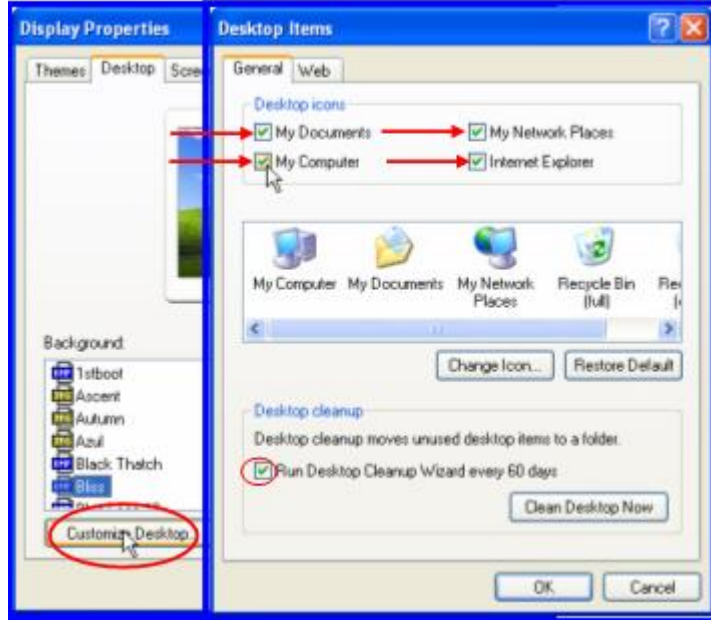 Display Properties
Themes Desktop Scre
Background:
1stboot
Ascent
Autumn
Azul
Black Thatch
Bliss
Customize Desktop
Desktop Items
General Web
Desktop icons
My Documents My Network Places
My Computer Internet Explorer
My Computer My Documents My Network Places Recycle Bin (full)
Change Icon... Restore Default
Desktop cleanup
Desktop cleanup moves unused desktop items to a folder.
Run Desktop Cleanup Wizard every 60 days
Clean Desktop Now
OK Cancel